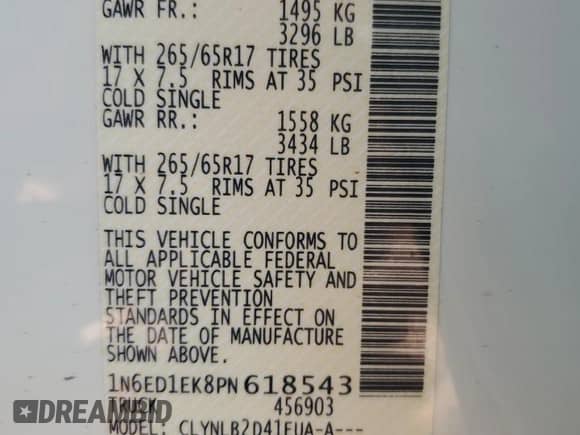 GAWR FR.: 1495 KG
3296 LB
WITH 265/65R17 TIRES
17 X 7.5 RIMS AT 35 PSI
COLD SINGLE
GAWR RR.: 1558 KG
3434 LB
WITH 265/65R17 TIRES
17 X 7.5 RIMS AT 35 PSI
COLD SINGLE
THIS VEHICLE CONFORMS TO
ALL APPLICABLE FEDERAL
MOTOR VEHICLE SAFETY AND
THEFT PREVENTION
STANDARDS IN EFFECT ON
THE DATE OF MANUFACTURE
SHOWN ABOVE.
1N6ED1EK8PN618543
TRUCK 456903
MODEL: CLYNLB2D41EUA-A---
DREAMBID